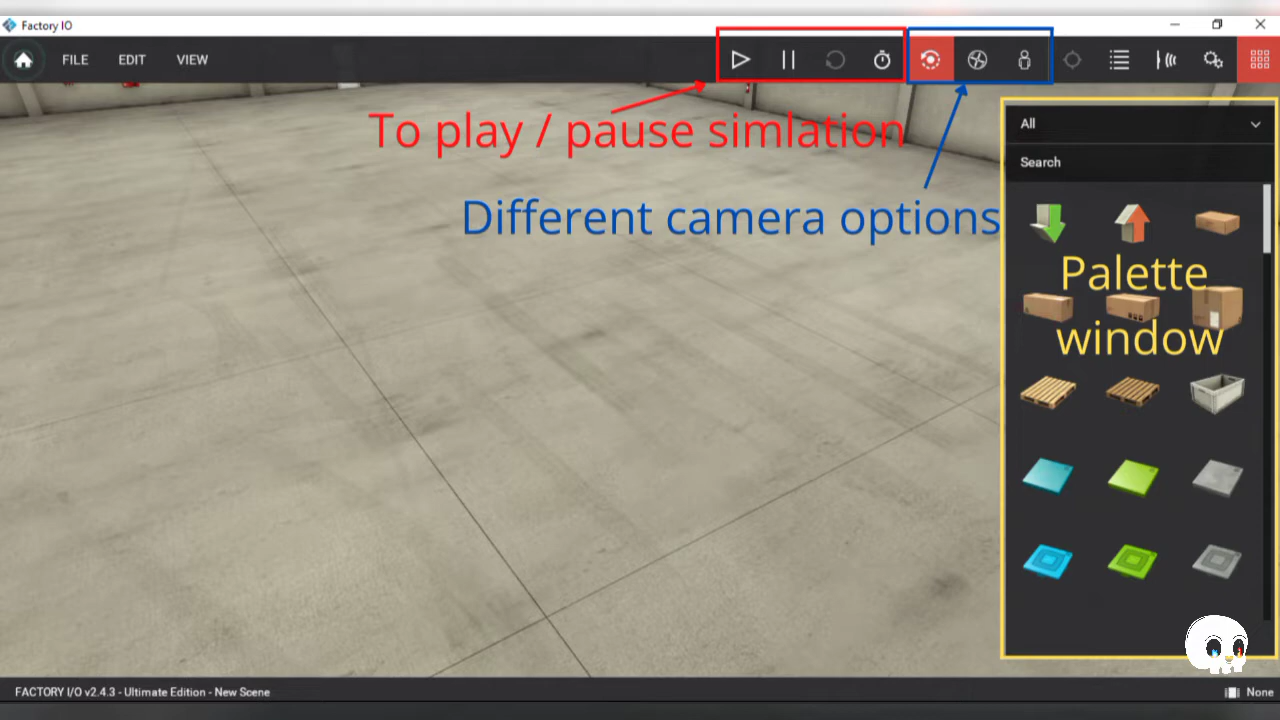 Factory IO
FILE EDIT VIEW
To play / pause simlation
Different camera options
All
Search
Palette
window
FACTORY I/O v2.4.3 - Ultimate Edition - New Scene
None